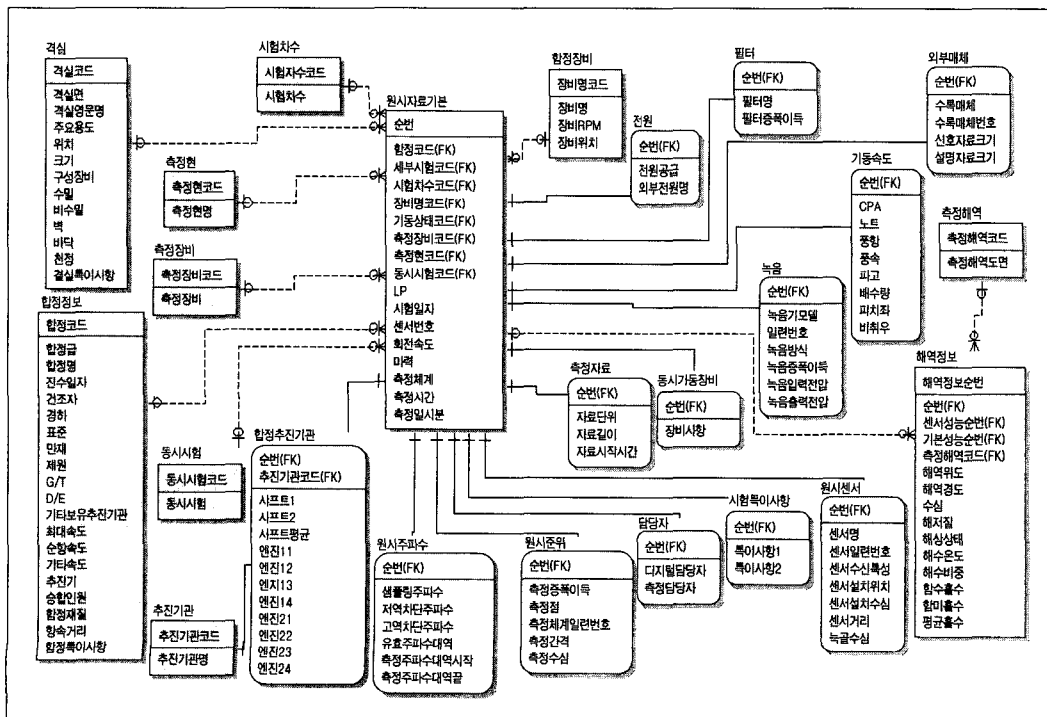 격심
격실코드
격실면
격실영문명
주요용도
위치
크기
구성장비
수밀
비수밀
벽
바닥
천정
결실특이사항
시험차수
시험차수코드
시험차수
측정현
측정현코드
측정현명
측정장비
측정장비코드
측정장비
합정정보
합정코드
합정급
합정명
진수일자
건조자
경하
표준
만재
제원
G/T
D/E
기타보유추진기관
최대속도
순항속도
기타속도
추진기
승합인원
함정재질
항속거리
함정특이사항
동시시험
동시시험코드
동시시험
추진기관
추진기관코드
추진기관명
원시자료기본
순번
함정코드(FK)
세부시험코드(FK)
시험차수코드(FK)
장비명코드(FK)
기동상태코드(FK)
측정장비코드(FK)
측정현코드(FK)
동시시험코드(FK)
LP
시험일지
센서번호
회전속도
마력
측정체계
측정시간
측정일시분
합정추진기관
순번(FK)
추진기관코드(FK)
샤프트1
샤프트2
샤프트평균
엔진11
엔진12
엔지13
엔진14
엔진21
엔진22
엔진23
엔진24
함정장비
장비명코드
장비명
장비RPM
장비위치
전원
순번(FK)
전원공급
외부전원명
필터
순번(FK)
필터명
필터증폭이득
외부매체
순번(FK)
수록매체
수록매체번호
신호자료크기
설명자료크기
기동속도
순번(FK)
CPA
노트
풍향
풍속
파고
배수량
피치좌
비취우
측정해역
측정해역코드
측정해역도면
녹음
순번(FK)
녹음기모델
일련번호
녹음방식
녹음증폭이득
녹음입력전압
녹음출력전압
측정자료
순번(FK)
자료단위
자료길이
자료시작시간
동시가동장비
순번(FK)
장비사항
해역정보
해역정보순번
순번(FK)
센서성능순번(FK)
기본성능순번(FK)
측정해역코드(FK)
해역위도
해역경도
수심
해저질
해상상태
해수온도
해수비중
함수흘수
함미흘수
평균흘수
원시주파수
순번(FK)
샘플링주파수
저역차단주파수
고역차단주파수
유효주파수대역
측정주파수대역시작
측정주파수대역끝
원시준위
순번(FK)
측정증폭이득
측정점
측정체계일련번호
측정간격
측정수심
담당자
순번(FK)
디지털담당자
측정담당자
시험특이사항
순번(FK)
특이사항1
특이사항2
원시센서
순번(FK)
센서명
센서일련번호
센서수신특성
센서설치위치
센서설치수심
센서거리
늑골수심